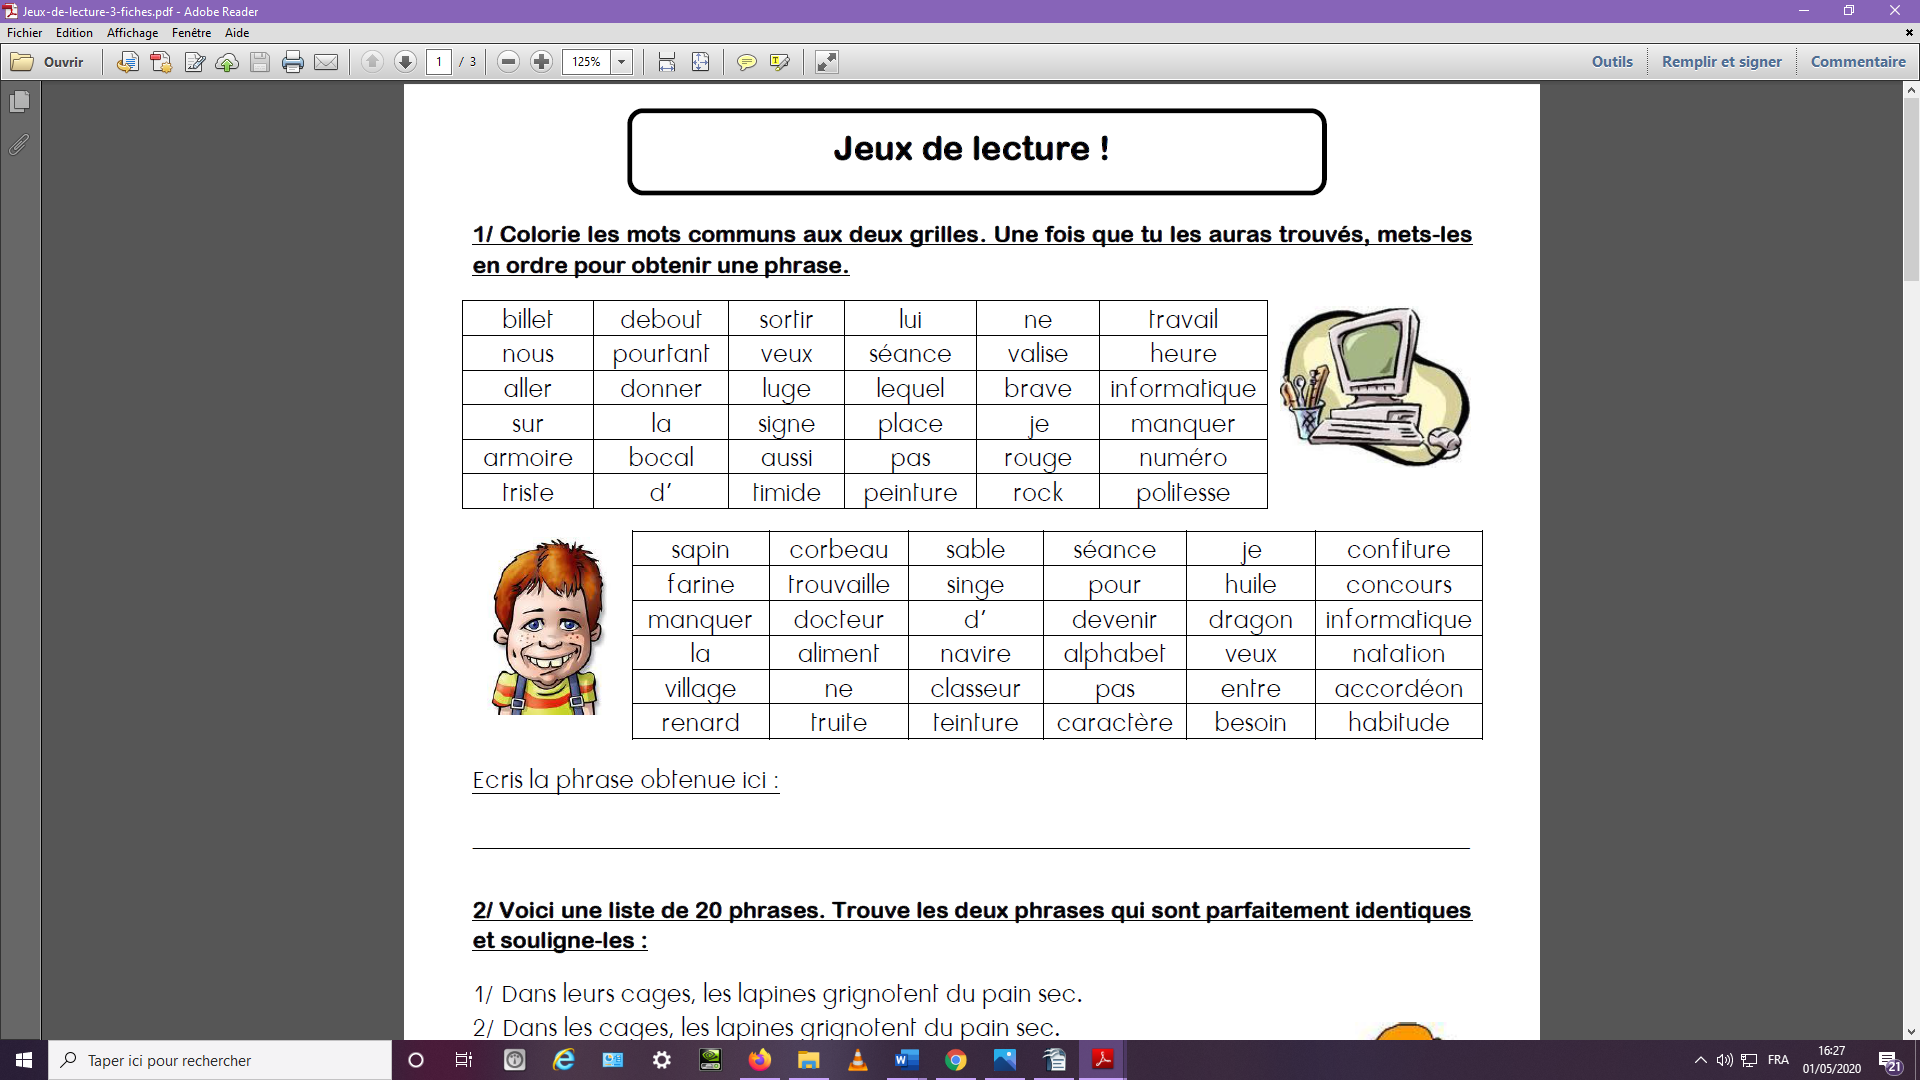 Jeux-de-lecture-3-fiches.pdf - Adobe Reader
Fichier Edition Affichage Fenêtre Aide
Ouvrir 1 / 3 125% Outils Remplir et signer Commentaire
Jeux de lecture !
1/ Colorie les mots communs aux deux grilles. Une fois que tu les auras trouvés, mets-les
en ordre pour obtenir une phrase.
billet debout sortir lui ne travail
nous pourtant veux séance valise heure
aller donner luge lequel brave informatique
sur la signe place je manquer
armoire bocal aussi pas rouge numéro
triste d’ timide peinture rock politesse
sapin corbeau sable séance je confiture
farine trouvaille singe pour huile concours
manquer docteur d’ devenir dragon informatique
la aliment navire alphabet veux natation
village ne classeur pas entre accordéon
renard truite teinture caractère besoin habitude
Ecris la phrase obtenue ici :
2/ Voici une liste de 20 phrases. Trouve les deux phrases qui sont parfaitement identiques
et souligne-les :
1/ Dans leurs cages, les lapines grignotent du pain sec.
2/ Dans les cages, les lapines grignotent du pain sec.
Taper ici pour rechercher
FRA
16:27
01/05/2020
21